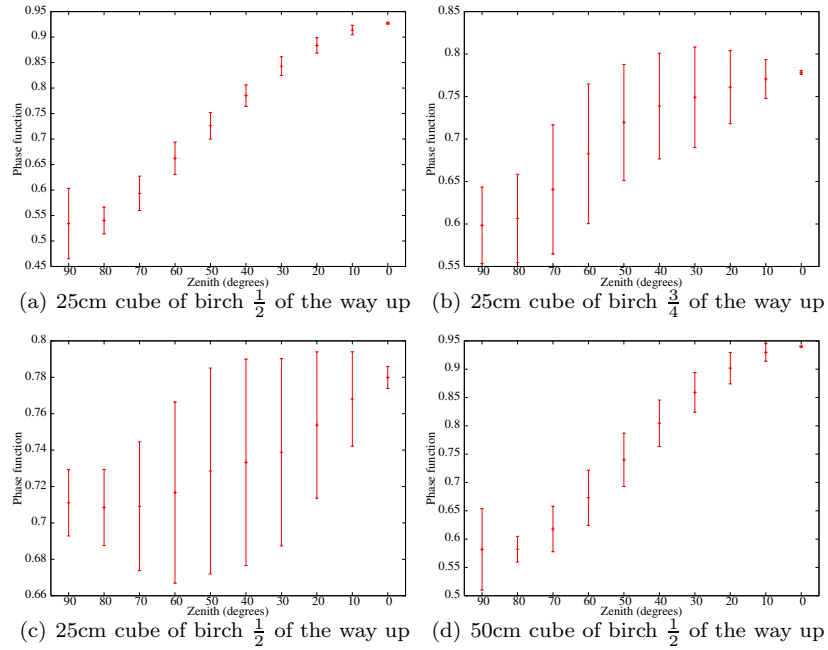 0.95
0.9
0.85
0.8
0.75
0.7
0.65
0.6
0.55
0.5
0.45
Phase function
90 80 70 60 50 40 30 20 10 0
Zenith (degrees)
(a) 25cm cube of birch 1/2 of the way up
0.85
0.8
0.75
0.7
0.65
0.6
0.55
Phase function
90 80 70 60 50 40 30 20 10 0
Zenith (degrees)
(b) 25cm cube of birch 3/4 of the way up
0.8
0.78
0.76
0.74
0.72
0.7
0.68
0.66
Phase function
90 80 70 60 50 40 30 20 10 0
Zenith (degrees)
(c) 25cm cube of birch 1/2 of the way up
0.95
0.9
0.85
0.8
0.75
0.7
0.65
0.6
0.55
0.5
Phase function
90 80 70 60 50 40 30 20 10 0
Zenith (degrees)
(d) 50cm cube of birch 1/2 of the way up